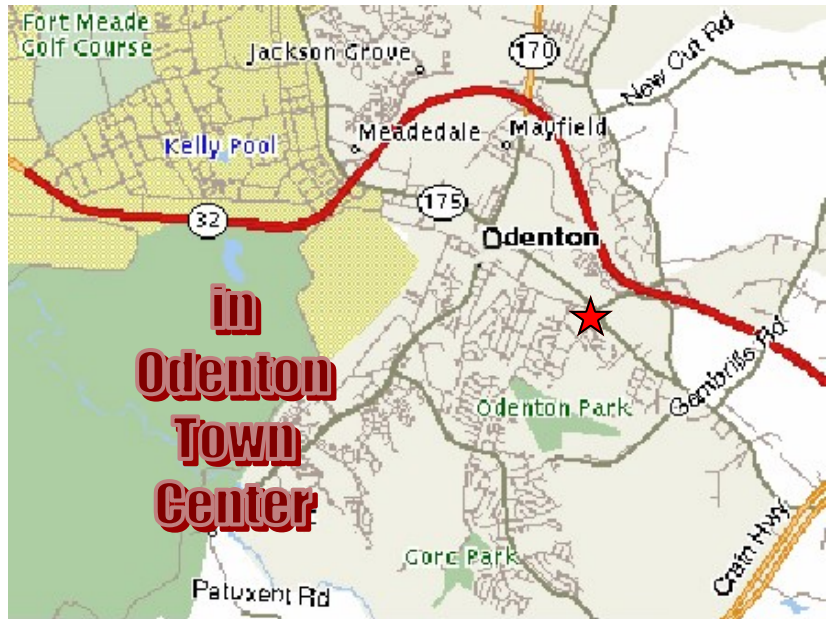 Fort Meade
Golf Course
Jackson Grove
170
New Cut Rd
Kelly Pool
Meadedale
Mayfield
175
32
Odenton
in
Odenton
Town
Center
Gambrills Rd
Odenton Park
Crain Hwy
Park
Patuxent Rd